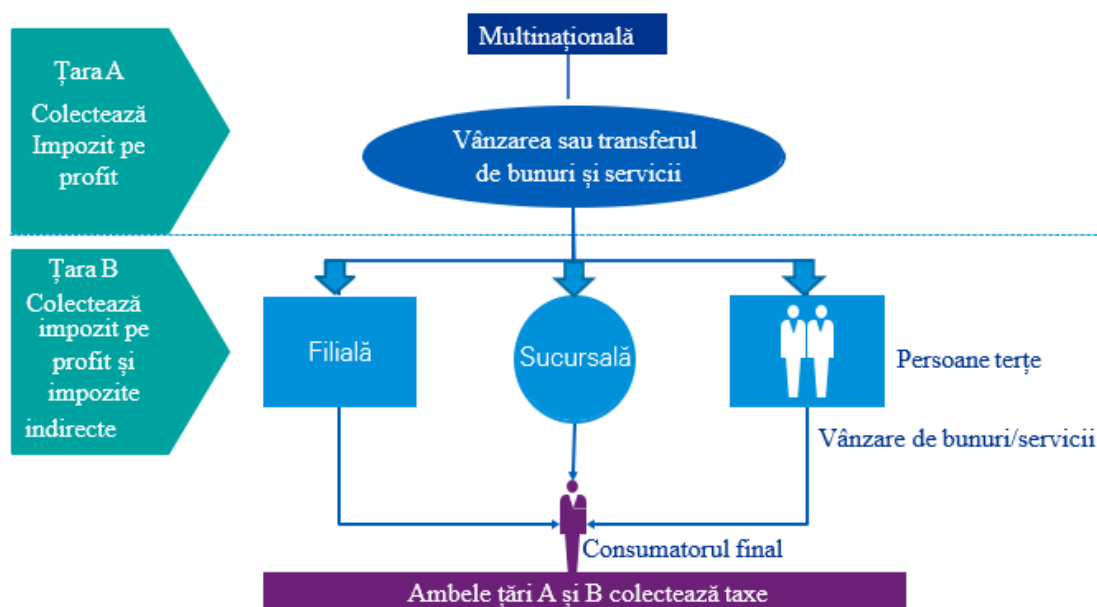 Multinațională
Țara A
Colectează
Impozit pe
profit
Vânzarea sau transferul
de bunuri și servicii
Țara B
Colectează
impozit pe
profit și
impozite
indirecte
Filială
Sucursală
Persoane terțe
Vânzare de bunuri/servicii
Consumatorul final
Ambele țări A și B colectează taxe